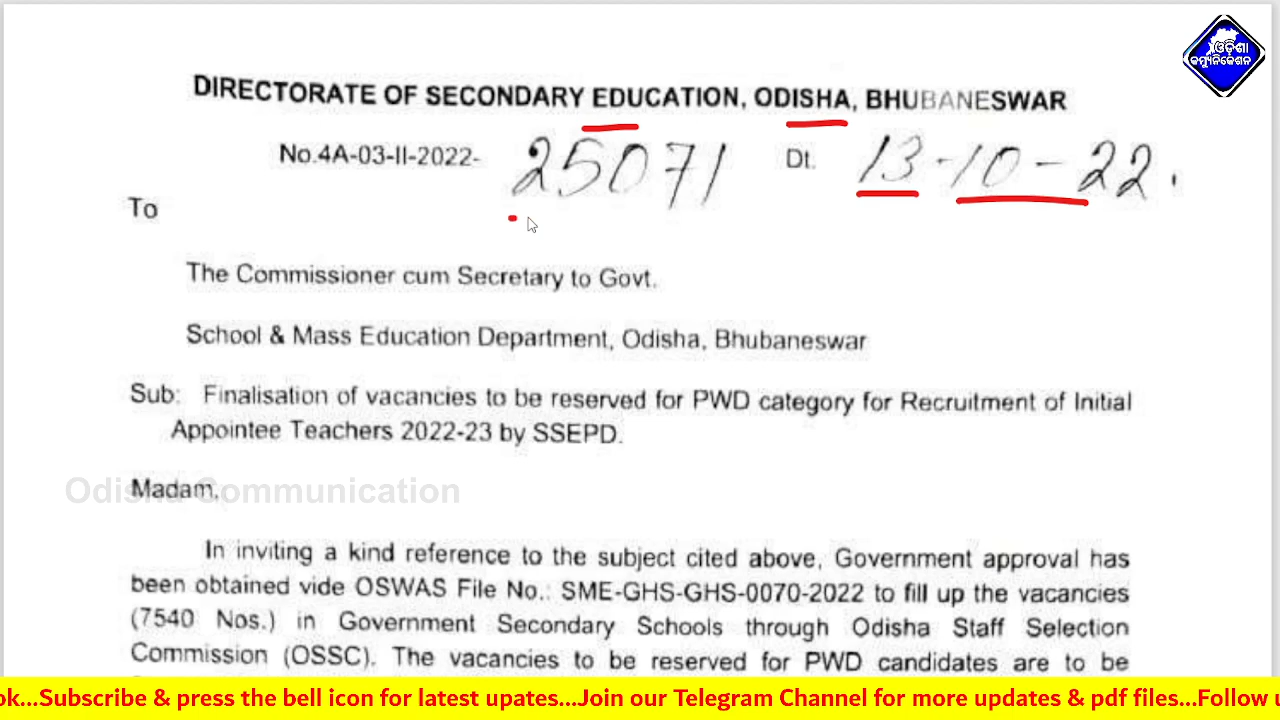 ଓଡ଼ିଶା
କମ୍ୟୁନିକେଶନ
DIRECTORATE OF SECONDARY EDUCATION, ODISHA, BHUBANESWAR
No.4A-03-II-2022- 25071 Dt. 13-10-22.
To
The Commissioner cum Secretary to Govt.
School & Mass Education Department, Odisha, Bhubaneswar
Sub: Finalisation of vacancies to be reserved for PWD category for Recruitment of Initial
Appointee Teachers 2022-23 by SSEPD.
Madam,
Odisha Communication
In inviting a kind reference to the subject cited above, Government approval has
been obtained vide OSWAS File No.: SME-GHS-GHS-0070-2022 to fill up the vacancies
(7540 Nos.) in Government Secondary Schools through Odisha Staff Selection
Commission (OSSC). The vacancies to be reserved for PWD candidates are to be
ok...Subscribe & press the bell icon for latest upates...Join our Telegram Channel for more updates & pdf files...Follow u